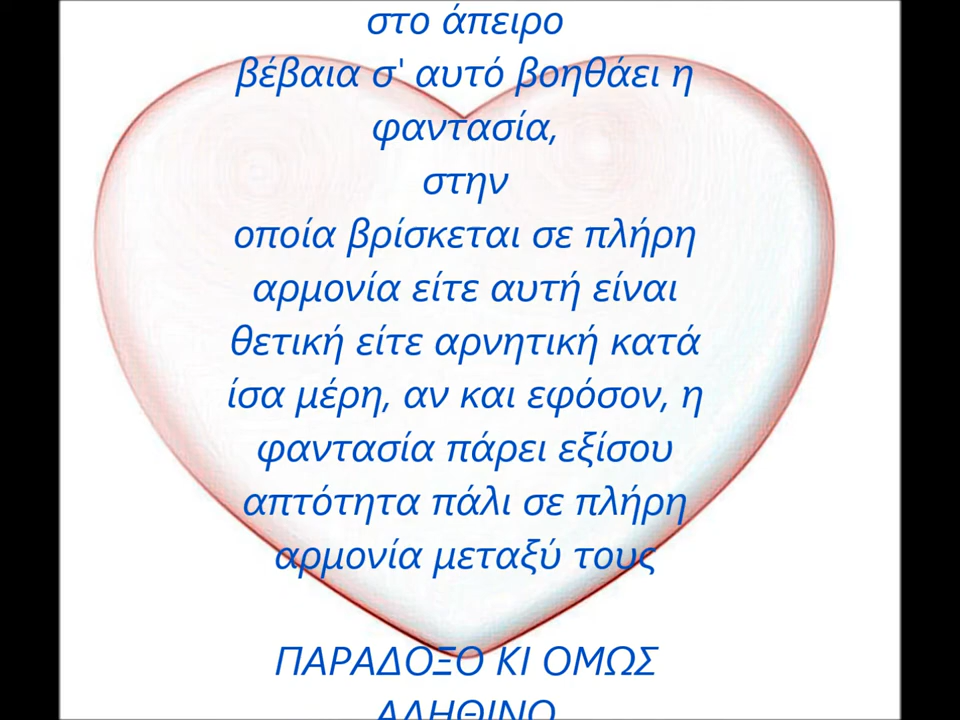 στο άπειρο
βέβαια σ' αυτό βοηθάει η
φαντασία,
στην
οποία βρίσκεται σε πλήρη
αρμονία είτε αυτή είναι
θετική είτε αρνητική κατά
ίσα μέρη, αν και εφόσον, η
φαντασία πάρει εξίσου
απτότητα πάλι σε πλήρη
αρμονία μεταξύ τους
ΠΑΡΑΔΟΞΟ ΚΙ ΟΜΩΣ
ΑΛΗΘΙΝΟ